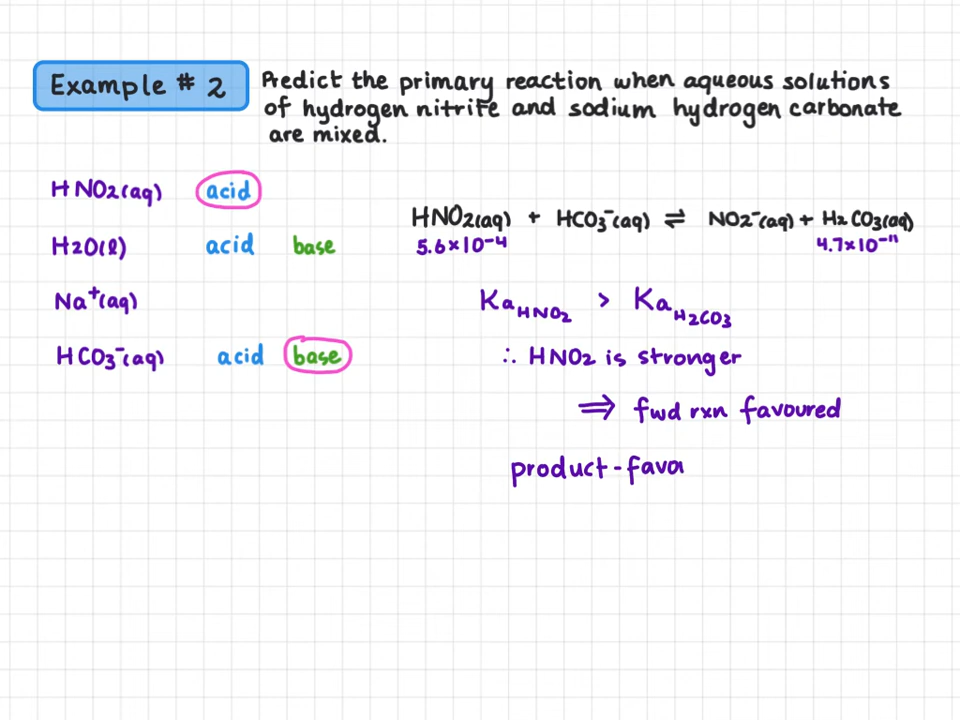 Example # 2
Predict the primary reaction when aqueous solutions
of hydrogen nitrite and sodium hydrogen carbonate
are mixed.
HNO2(aq) acid
H2O(l) acid base
Na⁺(aq)
HCO3⁻(aq) acid base
HNO2(aq) + HCO3⁻(aq) ⇌ NO2⁻(aq) + H2CO3(aq)
5.6×10⁻⁴ 4.7×10⁻¹¹
Ka HNO2 > Ka H2CO3
∴ HNO2 is stronger
⇒ fwd rxn favoured
product-favo